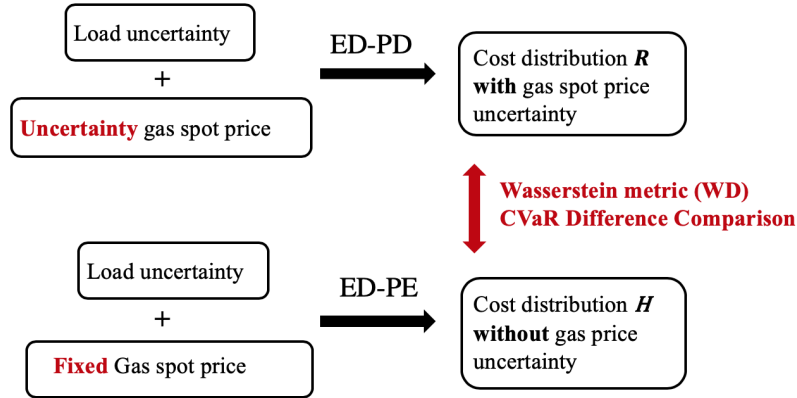 Load uncertainty
+
Uncertainty gas spot price
ED-PD
Cost distribution R
with gas spot price
uncertainty
Wasserstein metric (WD)
CVaR Difference Comparison
Load uncertainty
+
Fixed Gas spot price
ED-PE
Cost distribution H
without gas price
uncertainty